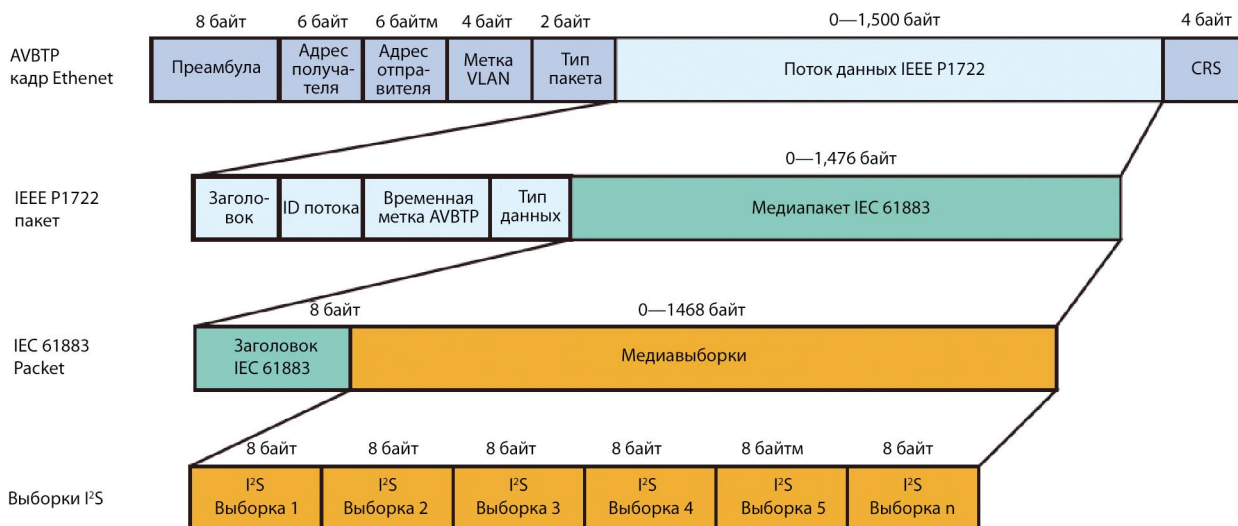 8 байт 6 байт 6 байтм 4 байт 2 байт 0—1,500 байт 4 байт
AVBTP
кадр Ethenet
Преамбула
Адрес
получа-
теля
Адрес
отпра-
вителя
Метка
VLAN
Тип
пакета
Поток данных IEEE P1722
CRS
0—1,476 байт
IEEE P1722
пакет
Заголо-
вок
ID потока
Временная
метка AVBTP
Тип
данных
Медиапакет IEC 61883
8 байт 0—1468 байт
IEC 61883
Packet
Заголовок
IEC 61883
Медиавыборки
8 байт 8 байт 8 байт 8 байт 8 байтм 8 байт
Выборки I²S
I²S
Выборка 1
I²S
Выборка 2
I²S
Выборка 3
I²S
Выборка 4
I²S
Выборка 5
I²S
Выборка n